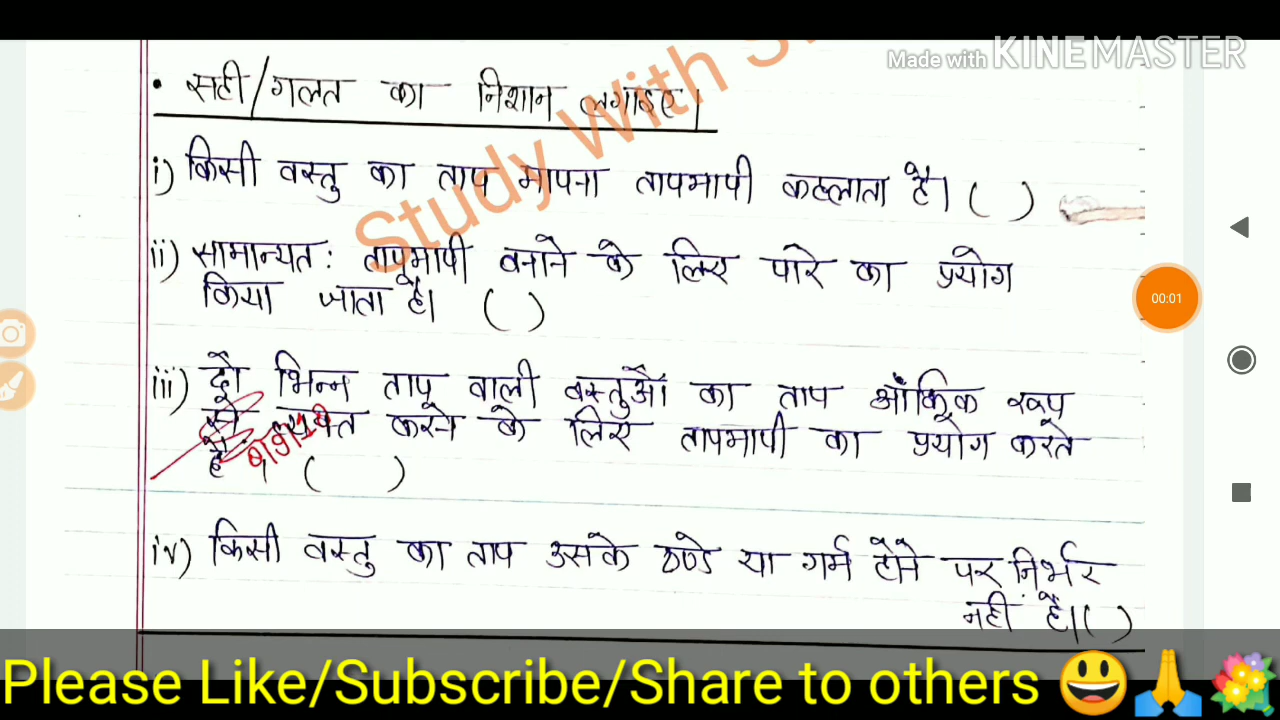 Made with KINEMASTER
• सही/गलत का निशान लगाइए।
Study With
i) किसी वस्तु का ताप मापना तापमापी कहलाता है। ( )
ii) सामान्यत: तापमापी बनाने के लिए पारे का प्रयोग
किया जाता है। ( )
00:01
iii) दो भिन्न ताप वाली वस्तुओं का ताप आँकिक रूप
से व्यक्त करने के लिए तापमापी का प्रयोग करते
है। ( )
iv) किसी वस्तु का ताप उसके ठण्डे या गर्म होने पर निर्भर
नहीं है। ( )
Please Like/Subscribe/Share to others 😃🙏💐